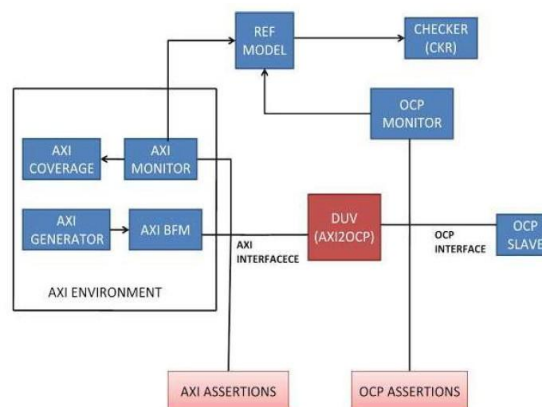 REF
MODEL
CHECKER
(CKR)
OCP
MONITOR
AXI
COVERAGE
AXI
MONITOR
AXI
GENERATOR
AXI BFM
DUV
(AXI2OCP)
OCP
SLAVE
AXI
INTERFACECE
OCP
INTERFACE
AXI ENVIRONMENT
AXI ASSERTIONS
OCP ASSERTIONS